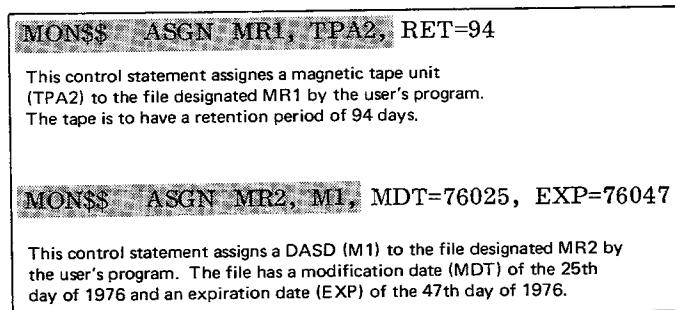 MON$$ ASGN MR1, TPA2, RET=94
This control statement assignes a magnetic tape unit
(TPA2) to the file designated MR1 by the user's program.
The tape is to have a retention period of 94 days.
MON$$ ASGN MR2, M1, MDT=76025, EXP=76047
This control statement assigns a DASD (M1) to the file designated MR2 by
the user's program. The file has a modification date (MDT) of the 25th
day of 1976 and an expiration date (EXP) of the 47th day of 1976.